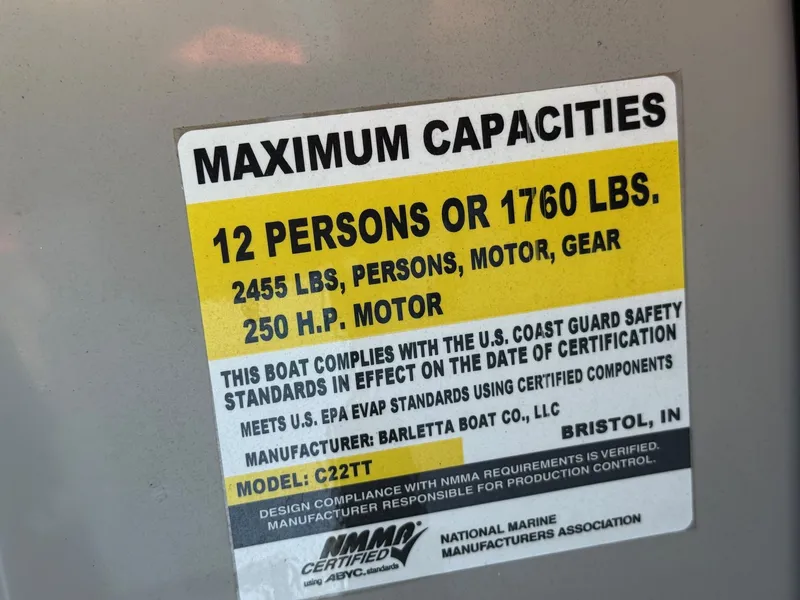 MAXIMUM CAPACITIES
12 PERSONS OR 1760 LBS.
2455 LBS, PERSONS, MOTOR, GEAR
250 H.P. MOTOR
THIS BOAT COMPLIES WITH THE U.S. COAST GUARD SAFETY
STANDARDS IN EFFECT ON THE DATE OF CERTIFICATION
MEETS U.S. EPA EVAP STANDARDS USING CERTIFIED COMPONENTS
MANUFACTURER: BARLETTA BOAT CO., LLC
BRISTOL, IN
MODEL: C22TT
DESIGN COMPLIANCE WITH NMMA REQUIREMENTS IS VERIFIED.
MANUFACTURER RESPONSIBLE FOR PRODUCTION CONTROL.
NMMA
CERTIFIED
using ABYC standards
NATIONAL MARINE
MANUFACTURERS ASSOCIATION